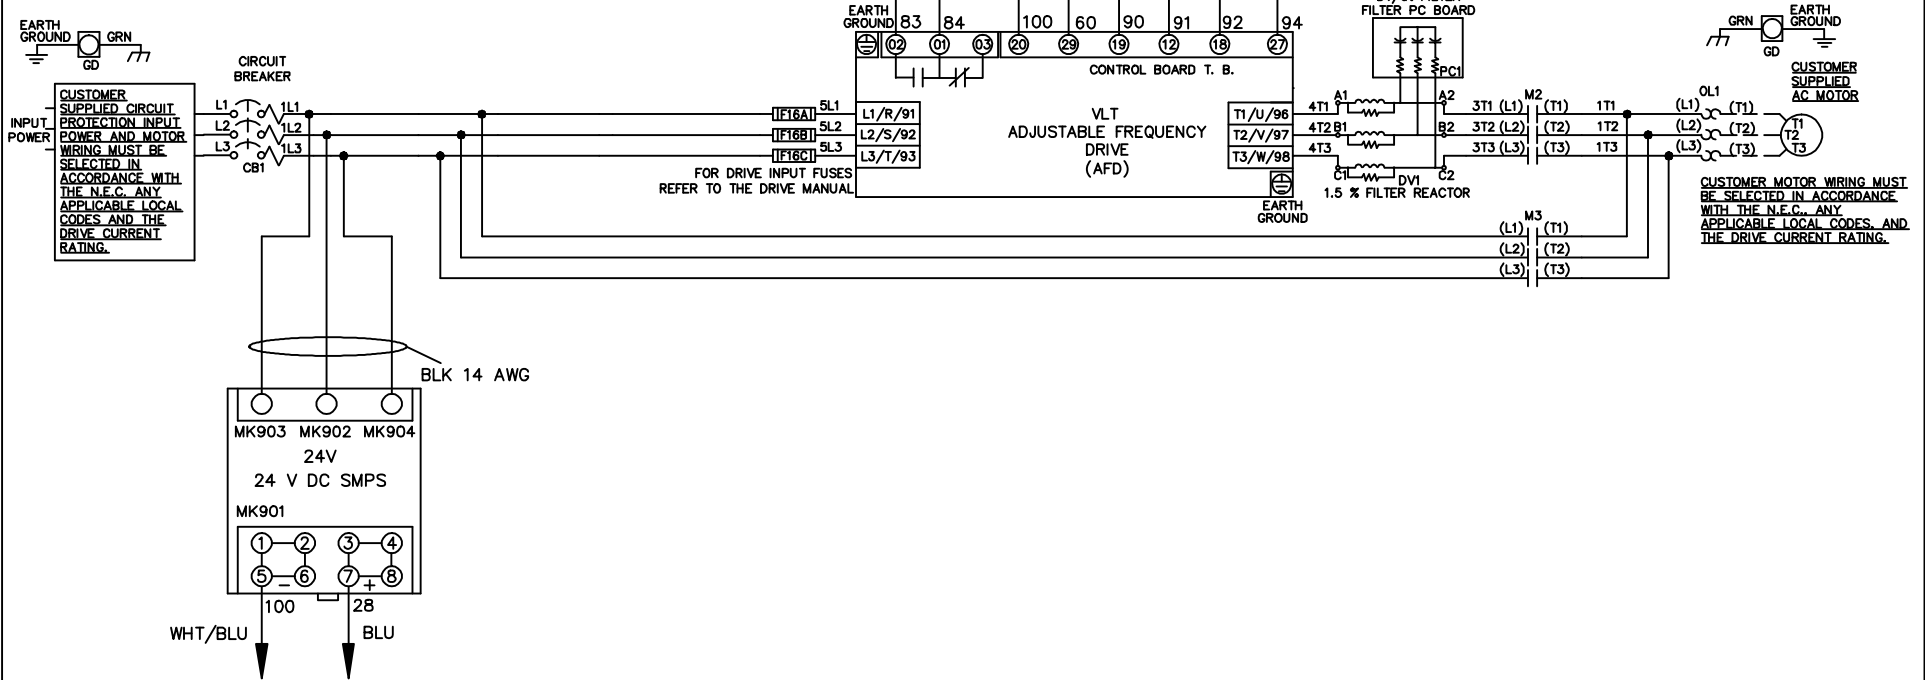 EARTH
GROUND
GRN
GD
INPUT
POWER
CUSTOMER
SUPPLIED CIRCUIT
PROTECTION INPUT
POWER AND MOTOR
WIRING MUST BE
SELECTED IN
ACCORDANCE WITH
THE N.E.C. ANY
APPLICABLE LOCAL
CODES AND THE
DRIVE CURRENT
RATING.
CIRCUIT
BREAKER
L1
L2
L3
1L1
1L2
1L3
CB1
F16A
F16B
F16C
5L1
5L2
5L3
FOR DRIVE INPUT FUSES
REFER TO THE DRIVE MANUAL
EARTH
GROUND
83 84 100 60 90 91 92 94
02 01 03 20 29 19 12 18 27
CONTROL BOARD T. B.
L1/R/91
L2/S/92
L3/T/93
VLT
ADJUSTABLE FREQUENCY
DRIVE
(AFD)
T1/U/96
T2/V/97
T3/W/98
EARTH
GROUND
FILTER PC BOARD
PC1
4T1 A1 A2
4T2 B1 B2
4T3
C1 C2
DV1
1.5 % FILTER REACTOR
M2
3T1 (L1) (T1) 1T1
3T2 (L2) (T2) 1T2
3T3 (L3) (T3) 1T3
M3
(L1) (T1)
(L2) (T2)
(L3) (T3)
GRN
EARTH
GROUND
GD
CUSTOMER
SUPPLIED
AC MOTOR
OL1
(L1) (T1)
(L2) (T2)
(L3) (T3)
T1
T2
T3
CUSTOMER MOTOR WIRING MUST
BE SELECTED IN ACCORDANCE
WITH THE N.E.C., ANY
APPLICABLE LOCAL CODES, AND
THE DRIVE CURRENT RATING.
BLK 14 AWG
MK903 MK902 MK904
24V
24 V DC SMPS
MK901
1 2 3 4
5 6 7 8
− +
100 28
WHT/BLU BLU